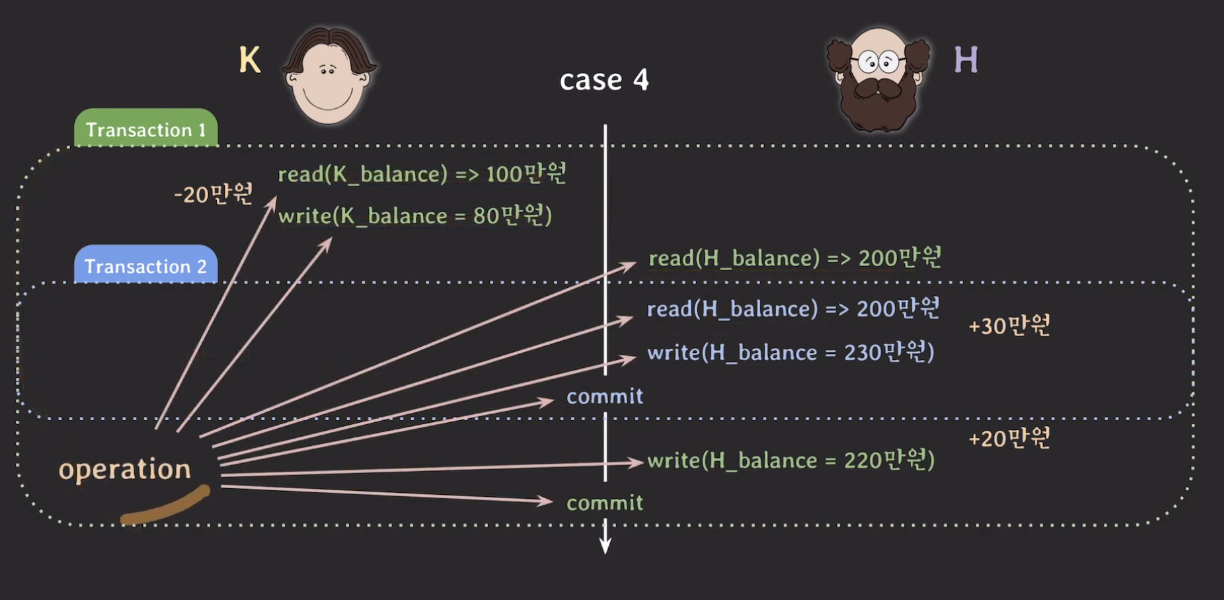 K
H
case 4
Transaction 1
read(K_balance) => 100만원
-20만원
write(K_balance = 80만원)
Transaction 2
read(H_balance) => 200만원
read(H_balance) => 200만원
+30만원
write(H_balance = 230만원)
commit
+20만원
operation
write(H_balance = 220만원)
commit